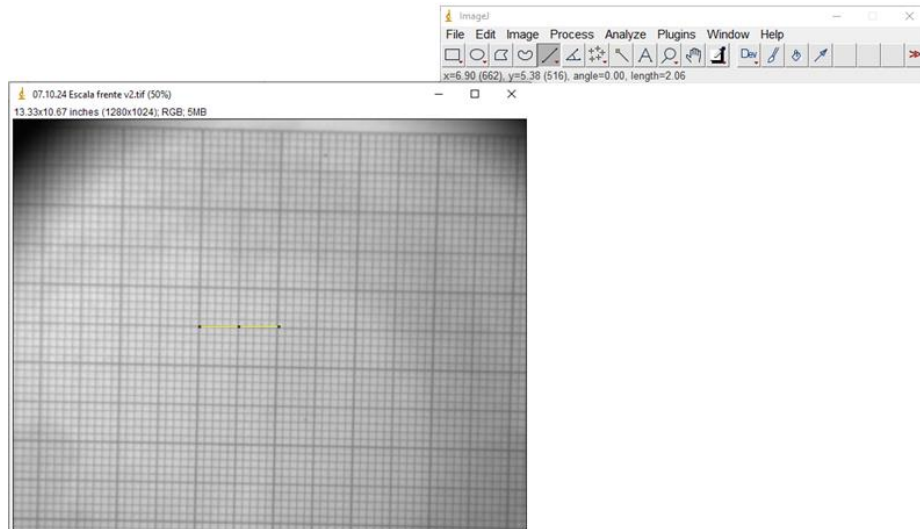 ImageJ
File Edit Image Process Analyze Plugins Window Help
A Dev
x=6.90 (662), y=5.38 (516), angle=0.00, length=2.06
07.10.24 Escala frente v2.tif (50%)
13.33x10.67 inches (1280x1024); RGB; 5MB